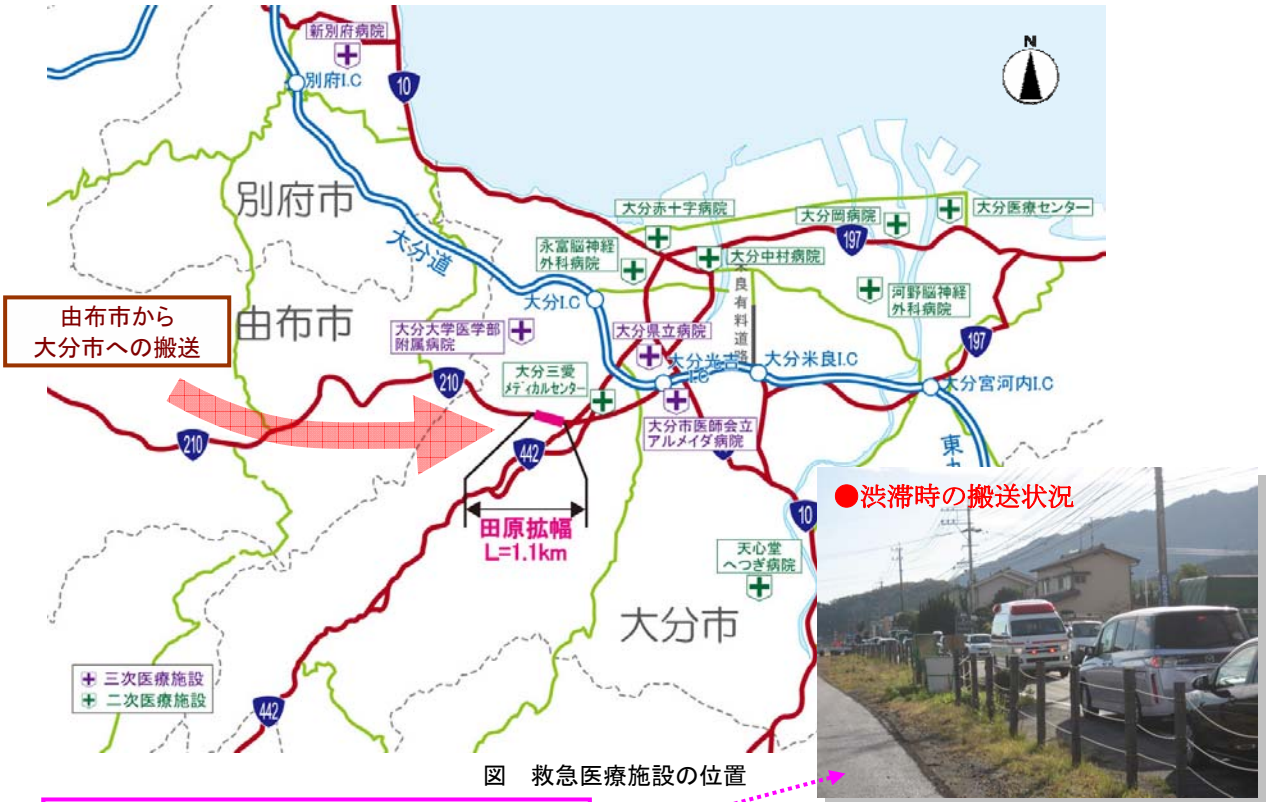 新別府病院
別府I.C
10
N
別府市
大分道
大分赤十字病院
大分岡病院
大分医療センター
197
永富脳神経
外科病院
大分中村病院
米良有料道路
河野脳神経
外科病院
由布市から
大分市への搬送
由布市
大分I.C
大分大学医学部
附属病院
大分県立病院
大分光吉
I.C
大分米良I.C
197
大分三愛
メディカルセンター
大分宮河内I.C
210
210
大分市医師会立
アルメイダ病院
442
東九
●渋滞時の搬送状況
10
田原拡幅
L=1.1km
天心堂
へつぎ病院
大分市
三次医療施設
二次医療施設
442
図 救急医療施設の位置